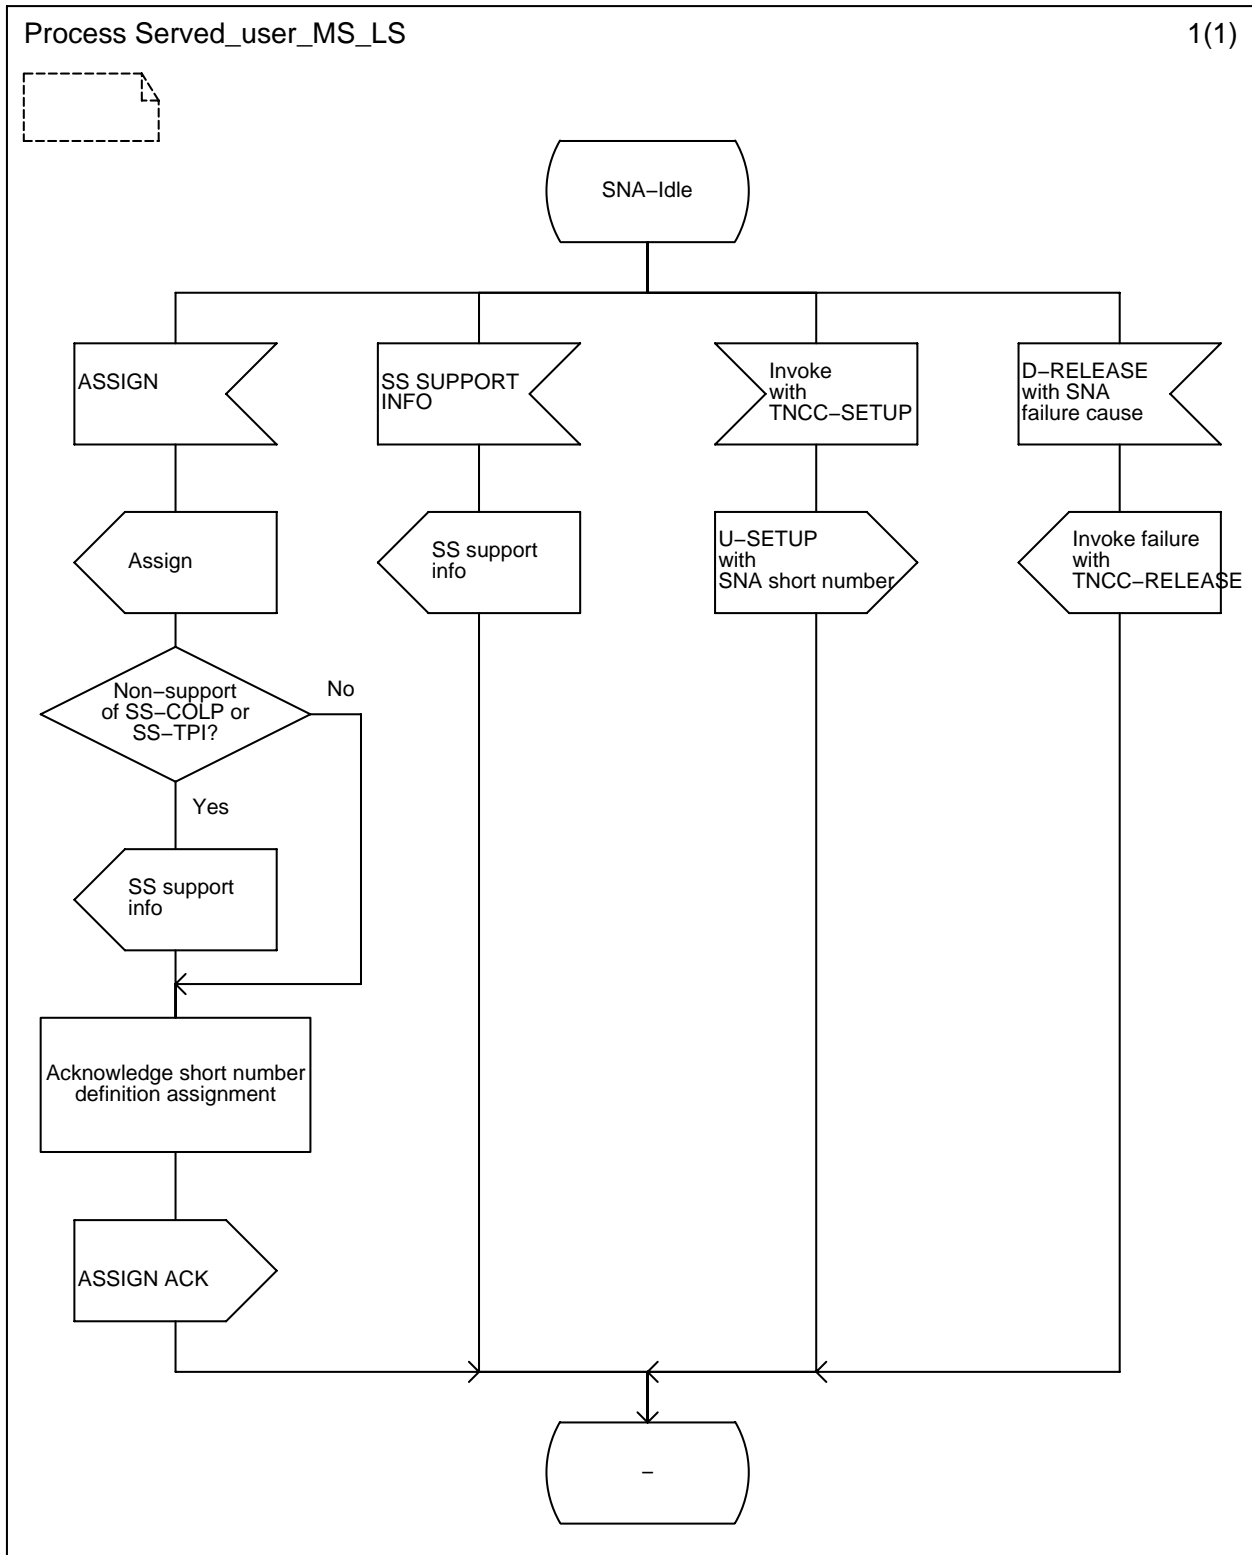 Process Served_user_MS_LS
1(1)
SNA−Idle
ASSIGN
SS SUPPORT
INFO
Invoke
with
TNCC−SETUP
D−RELEASE
with SNA
failure cause
Assign
SS support
info
U−SETUP
with
SNA short number
Invoke failure
with
TNCC−RELEASE
Non−support
of SS−COLP or
SS−TPI?
No
Yes
SS support
info
Acknowledge short number
definition assignment
ASSIGN ACK
−